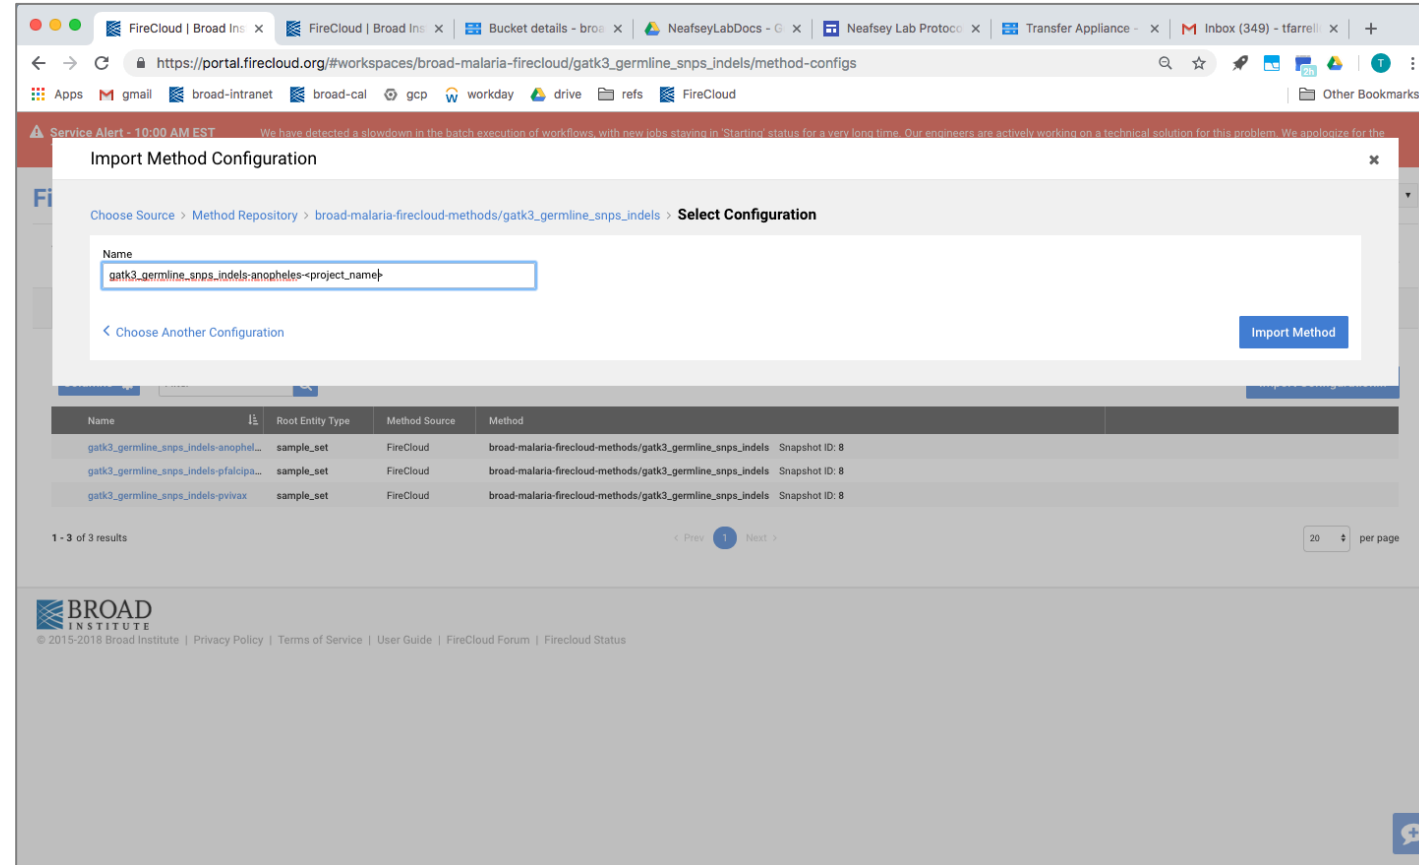 FireCloud | Broad Ins
FireCloud | Broad Ins
Bucket details - broa
NeafseyLabDocs - G
Neafsey Lab Protoco
Transfer Appliance -
Inbox (349) - tfarrell
https://portal.firecloud.org/#workspaces/broad-malaria-firecloud/gatk3_germline_snps_indels/method-configs
2h
T
Apps gmail broad-intranet broad-cal gcp workday drive refs FireCloud Other Bookmarks
Service Alert - 10:00 AM EST We have detected a slowdown in the batch execution of workflows, with new jobs staying in 'Starting' status for a very long time. Our engineers are actively working on a technical solution for this problem. We apologize for the
Import Method Configuration
Fi
Choose Source > Method Repository > broad-malaria-firecloud-methods/gatk3_germline_snps_indels > Select Configuration
Name
gatk3_germline_snps_indels-anopheles-<project_name>
Choose Another Configuration
Import Method
Name Root Entity Type Method Source Method
gatk3_germline_snps_indels-anophel... sample_set FireCloud broad-malaria-firecloud-methods/gatk3_germline_snps_indels Snapshot ID: 8
gatk3_germline_snps_indels-pfalcipa... sample_set FireCloud broad-malaria-firecloud-methods/gatk3_germline_snps_indels Snapshot ID: 8
gatk3_germline_snps_indels-pvivax sample_set FireCloud broad-malaria-firecloud-methods/gatk3_germline_snps_indels Snapshot ID: 8
1 - 3 of 3 results
< Prev 1 Next >
20 per page
BROAD
INSTITUTE
© 2015-2018 Broad Institute | Privacy Policy | Terms of Service | User Guide | FireCloud Forum | Firecloud Status